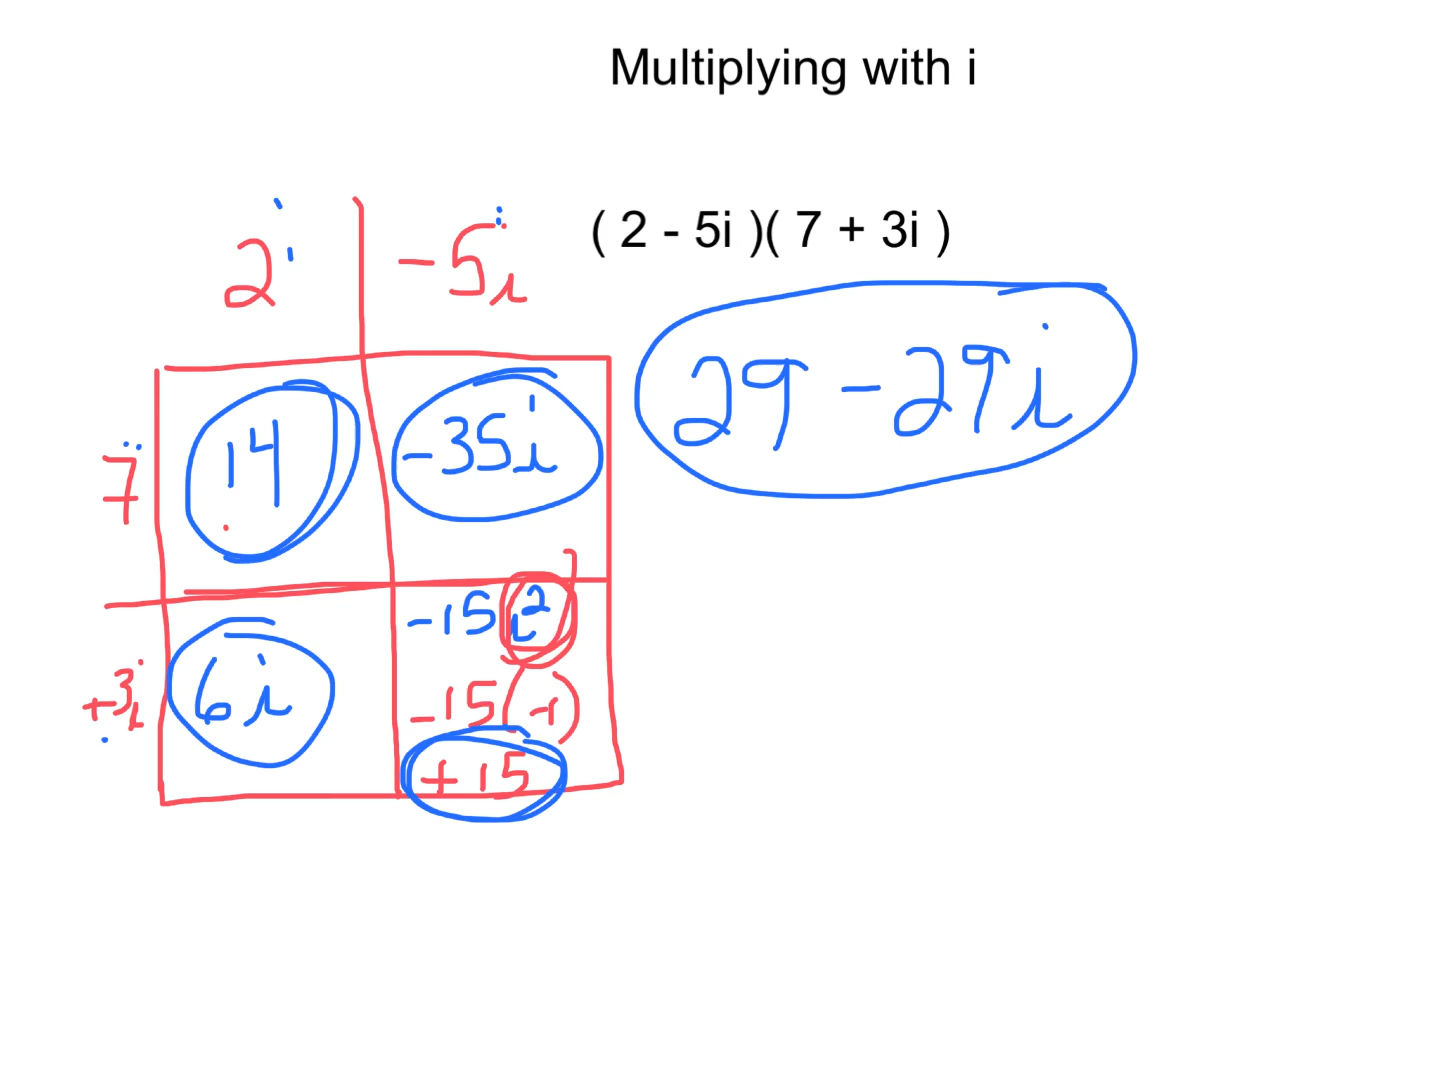 Multiplying with i
( 2 - 5i )( 7 + 3i )
2 -5i
29 - 29i
7 14 -35i
-15i²
+3i 6i -15(-1)
+15